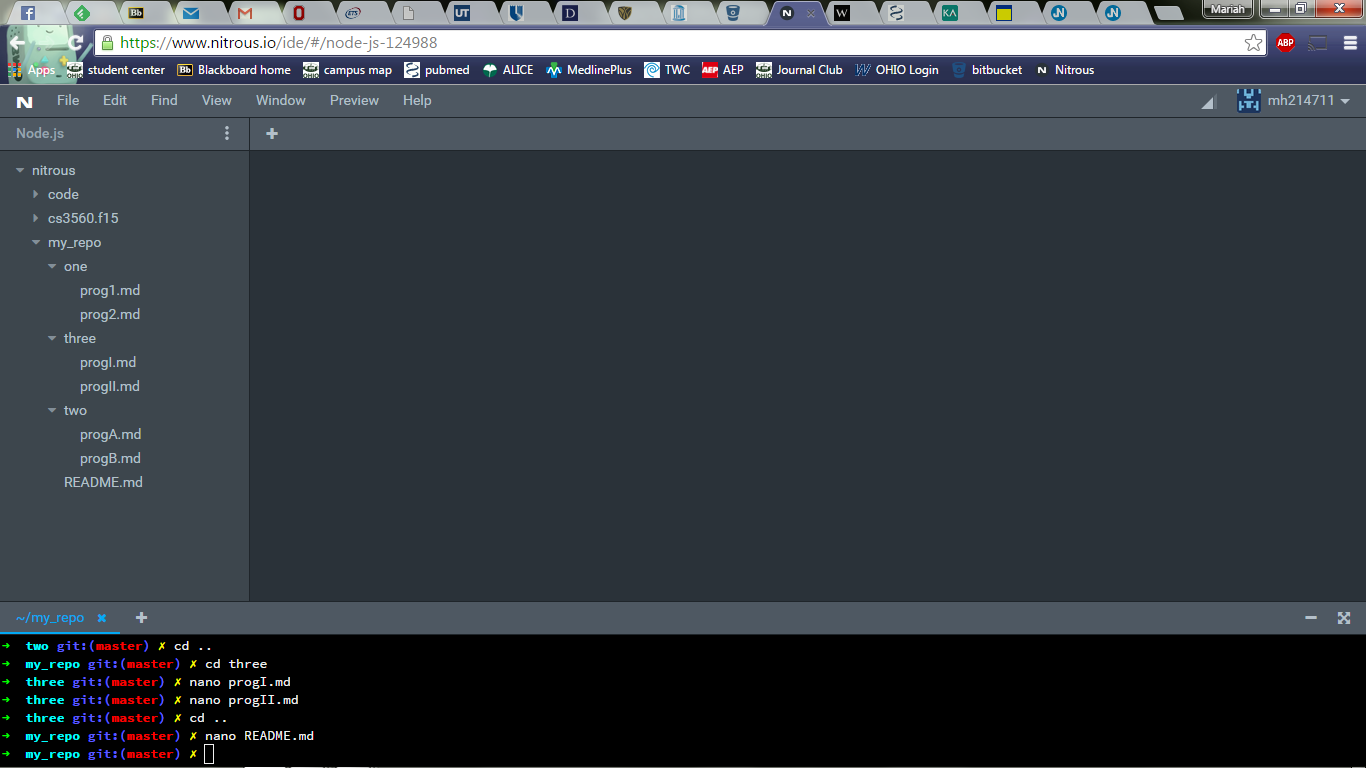 Mariah
https://www.nitrous.io/ide/#/node-js-124988
ABP
Apps student center Bb Blackboard home campus map pubmed ALICE MedlinePlus TWC AEP AEP Journal Club OHIO Login bitbucket N Nitrous
N File Edit Find View Window Preview Help mh214711
Node.js +
nitrous
code
cs3560.f15
my_repo
one
prog1.md
prog2.md
three
progI.md
progII.md
two
progA.md
progB.md
README.md
~/my_repo × +
➜ two git:(master) ✗ cd ..
➜ my_repo git:(master) ✗ cd three
➜ three git:(master) ✗ nano progI.md
➜ three git:(master) ✗ nano progII.md
➜ three git:(master) ✗ cd ..
➜ my_repo git:(master) ✗ nano README.md
➜ my_repo git:(master) ✗